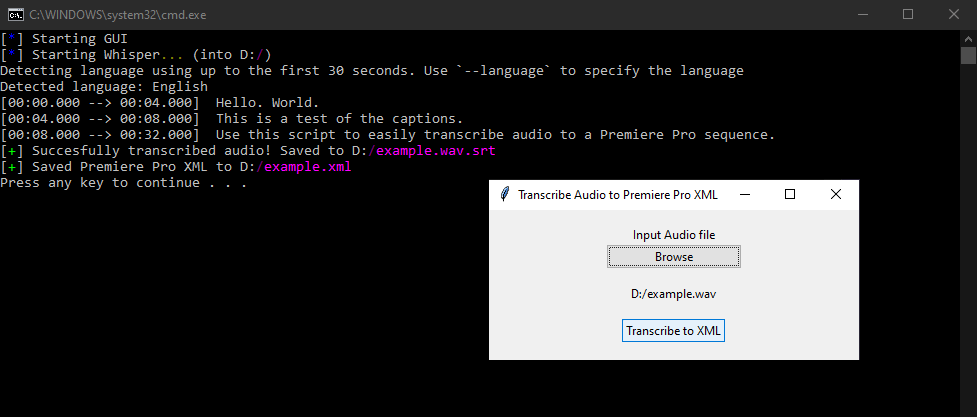 C:\WINDOWS\system32\cmd.exe
[*] Starting GUI
[*] Starting Whisper... (into D:/)
Detecting language using up to the first 30 seconds. Use `--language` to specify the language
Detected language: English
[00:00.000 --> 00:04.000]  Hello. World.
[00:04.000 --> 00:08.000]  This is a test of the captions.
[00:08.000 --> 00:32.000]  Use this script to easily transcribe audio to a Premiere Pro sequence.
[+] Succesfully transcribed audio! Saved to D:/example.wav.srt
[+] Saved Premiere Pro XML to D:/example.xml
Press any key to continue . . .
Transcribe Audio to Premiere Pro XML
Input Audio file
Browse
D:/example.wav
Transcribe to XML